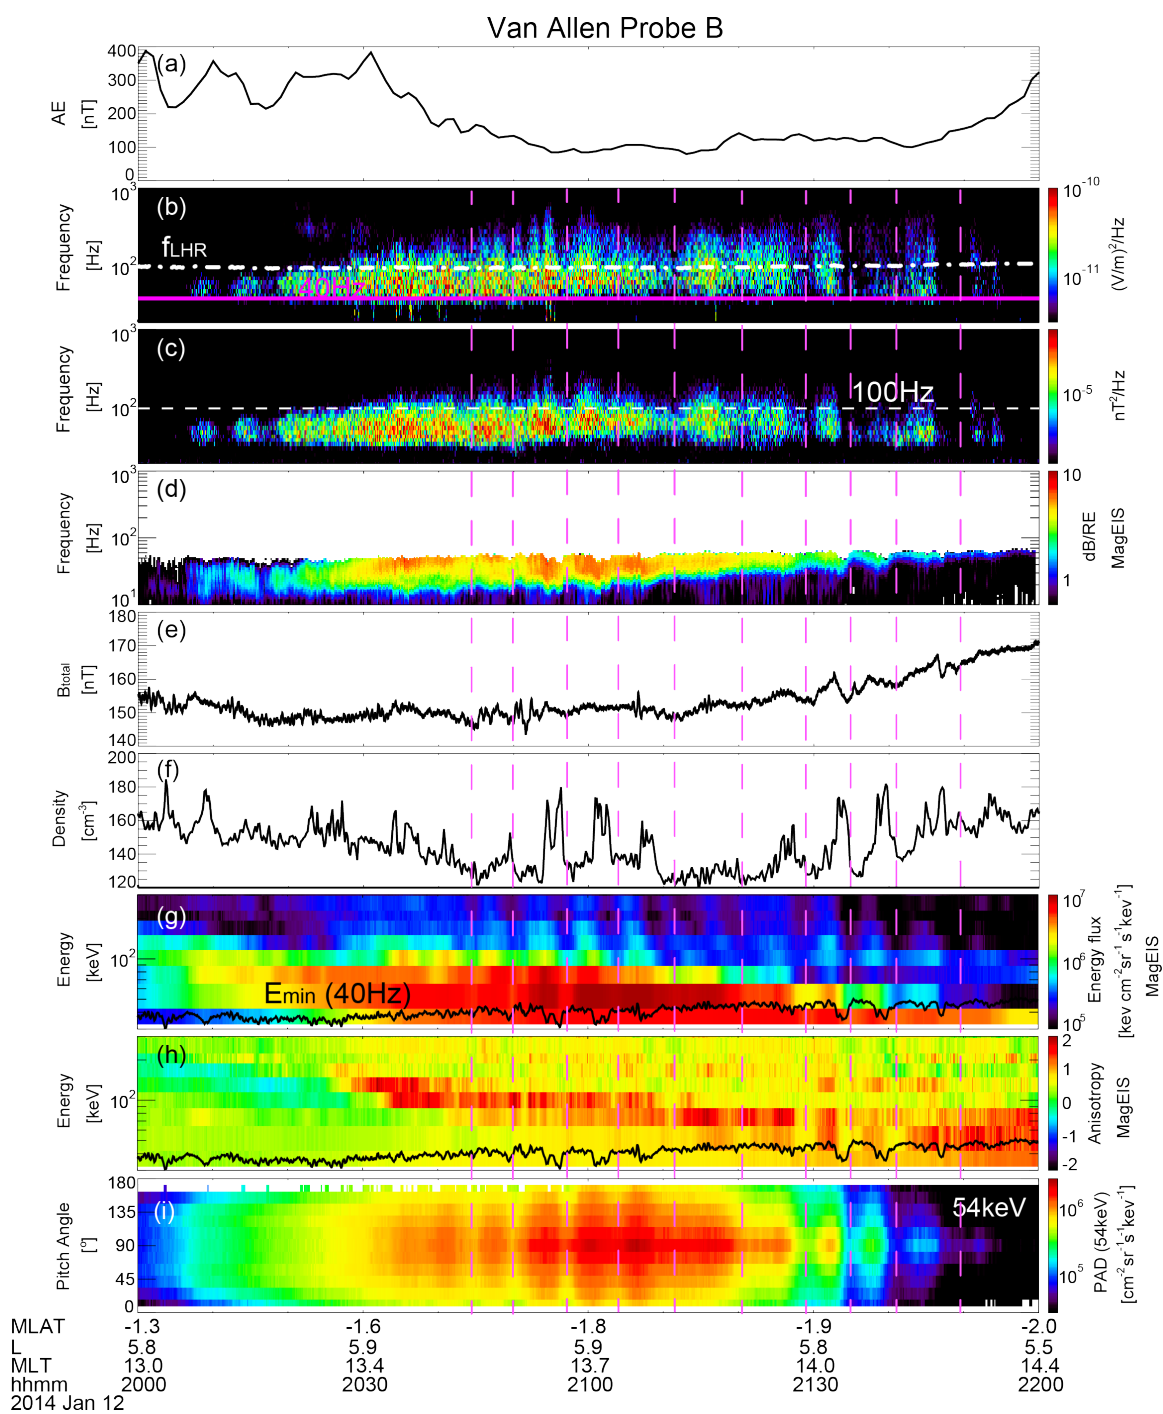 Van Allen Probe B
(a)
AE
[nT]
400
300
200
100
0
(b)
fLHR
40Hz
Frequency
[Hz]
10³
10²
10⁻¹⁰
10⁻¹¹
(V/m)²/Hz
(c)
100Hz
Frequency
[Hz]
10³
10²
10⁻⁵
nT²/Hz
(d)
Frequency
[Hz]
10³
10²
10¹
10
1
dB/RE
MagEIS
(e)
Btotal
[nT]
180
170
160
150
140
(f)
Density
[cm⁻³]
200
180
160
140
120
(g)
Emin (40Hz)
Energy
[keV]
10²
10⁷
10⁶
10⁵
Energy flux
[kev cm⁻²sr⁻¹s⁻¹kev⁻¹]
MagEIS
(h)
Energy
[keV]
10²
2
1
0
-1
-2
Anisotropy
MagEIS
(i)
54keV
Pitch Angle
[°]
180
135
90
45
0
10⁶
10⁵
PAD (54keV)
[cm⁻²sr⁻¹s⁻¹kev⁻¹]
MLAT -1.3 -1.6 -1.8 -1.9 -2.0
L 5.8 5.9 5.9 5.8 5.5
MLT 13.0 13.4 13.7 14.0 14.4
hhmm 2000 2030 2100 2130 2200
2014 Jan 12